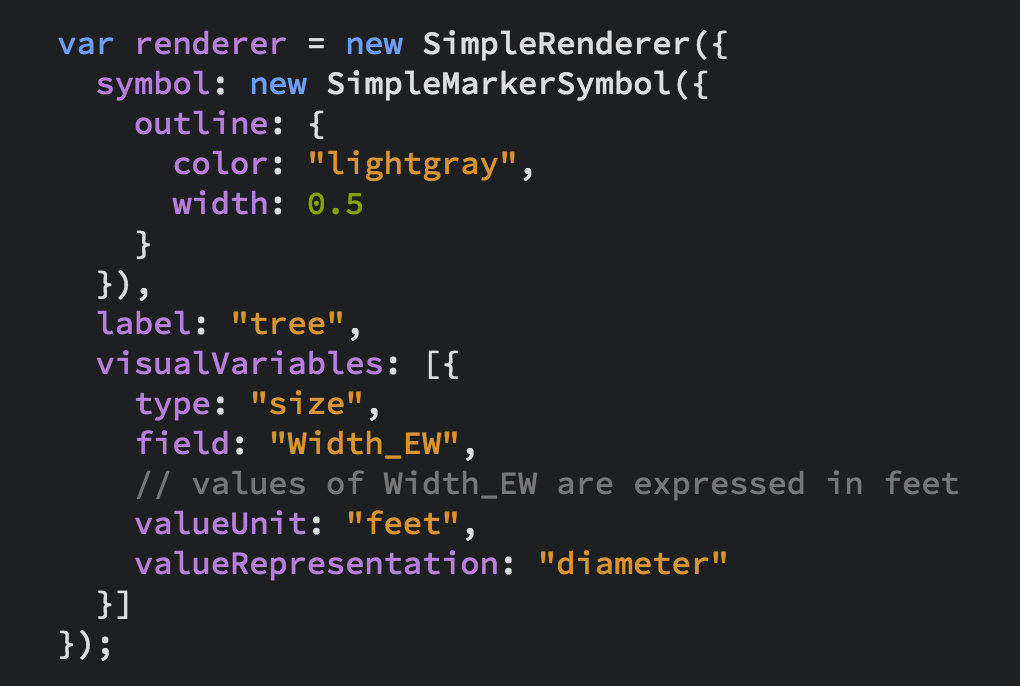 var renderer = new SimpleRenderer({
  symbol: new SimpleMarkerSymbol({
    outline: {
      color: "lightgray",
      width: 0.5
    }
  }),
  label: "tree",
  visualVariables: [{
    type: "size",
    field: "Width_EW",
    // values of Width_EW are expressed in feet
    valueUnit: "feet",
    valueRepresentation: "diameter"
  }]
});